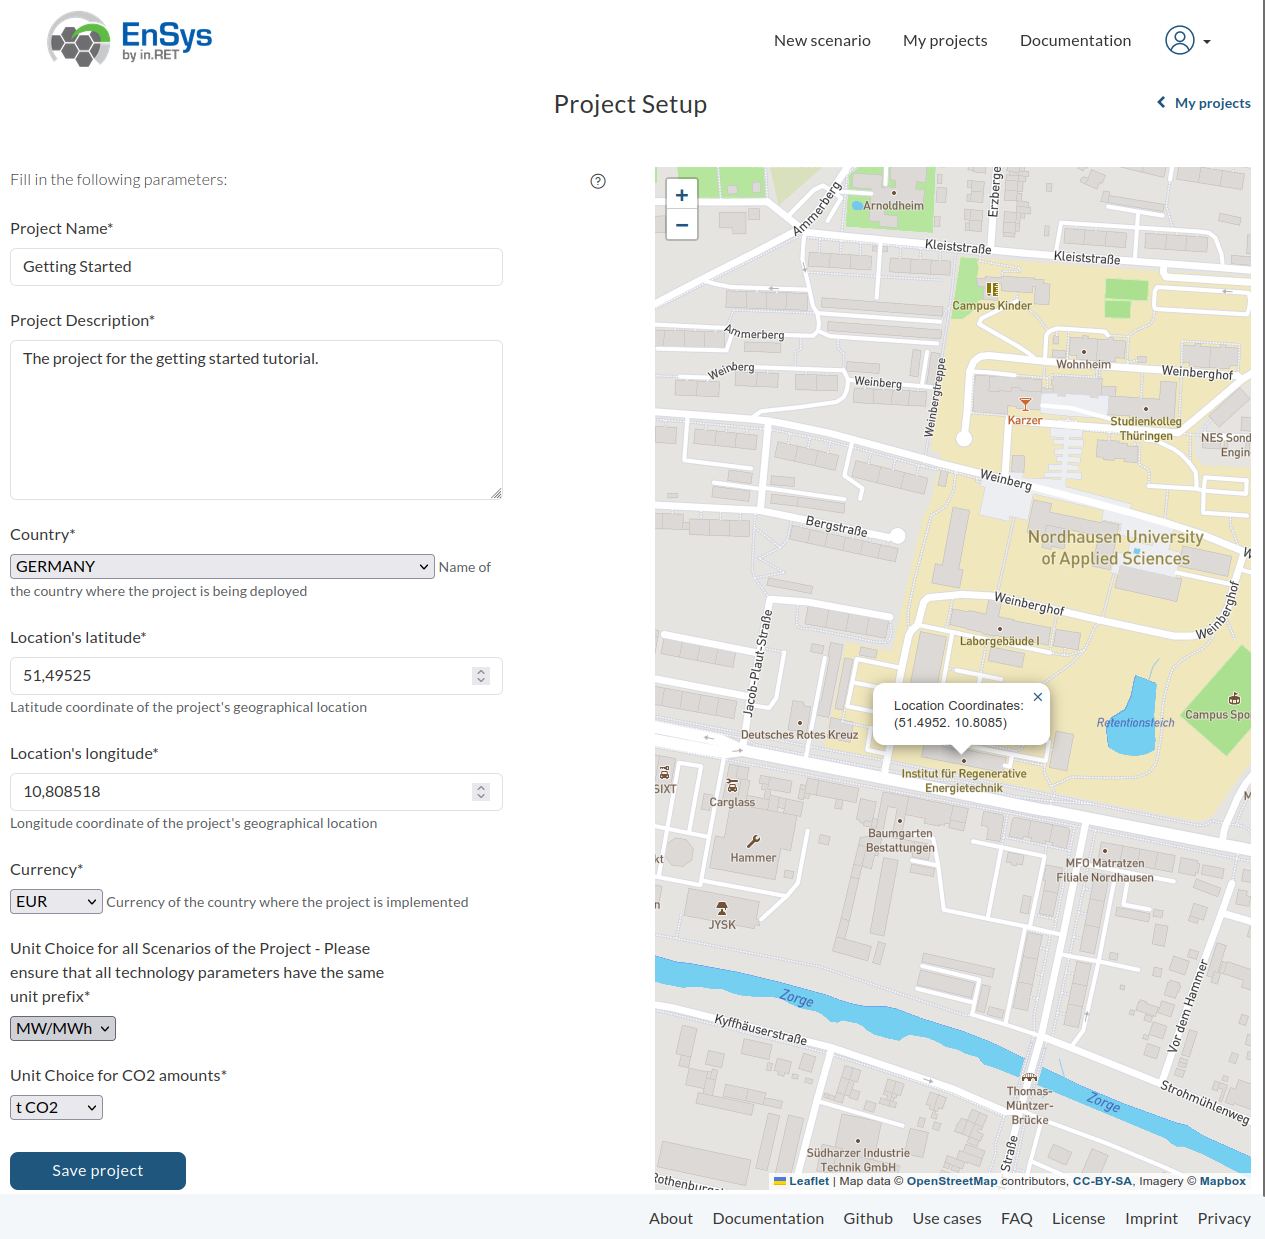 EnSys
by in.RET
New scenario
My projects
Documentation
Project Setup
My projects
Fill in the following parameters:
?
Project Name*
Getting Started
Project Description*
The project for the getting started tutorial.
Country*
GERMANY
Name of
the country where the project is being deployed
Location's latitude*
51,49525
Latitude coordinate of the project's geographical location
Location's longitude*
10,808518
Longitude coordinate of the project's geographical location
Currency*
EUR
Currency of the country where the project is implemented
Unit Choice for all Scenarios of the Project - Please
ensure that all technology parameters have the same
unit prefix*
MW/MWh
Unit Choice for CO2 amounts*
t CO2
Save project
+
−
Ammerberg
Arnoldheim
Erzberge
Kleiststraße
Kleiststraße
Campus Kinder
Ammerberg
Wohnheim
Weinberg
Weinberg
Weinbergtreppe
Weinberghof
Karzer
Studienkolleg
Thüringen
NES Sond
Engin
Weinberg
Bergstraße
Nordhausen University
of Applied Sciences
W
Weinberghof
Weinberghof
Laborgebäude I
Jacob-Plaut-Straße
Location Coordinates:
(51.4952. 10.8085)
×
Retentionsteich
Campus Spo
Deutsches Rotes Kreuz
Institut für Regenerative
Energietechnik
SIXT
Carglass
M
Baumgarten
Bestattungen
kt
Hammer
MFO Matratzen
Filiale Nordhausen
n
JYSK
Zorge
Vor dem Hammer
Kyffhäuserstraße
Thomas-
Müntzer-
Brücke
Zorge
Strohmühlenweg
Südharzer Industrie
Technik GmbH
Straße
Rothenburge
Leaflet | Map data © OpenStreetMap contributors, CC-BY-SA, Imagery © Mapbox
About
Documentation
Github
Use cases
FAQ
License
Imprint
Privacy